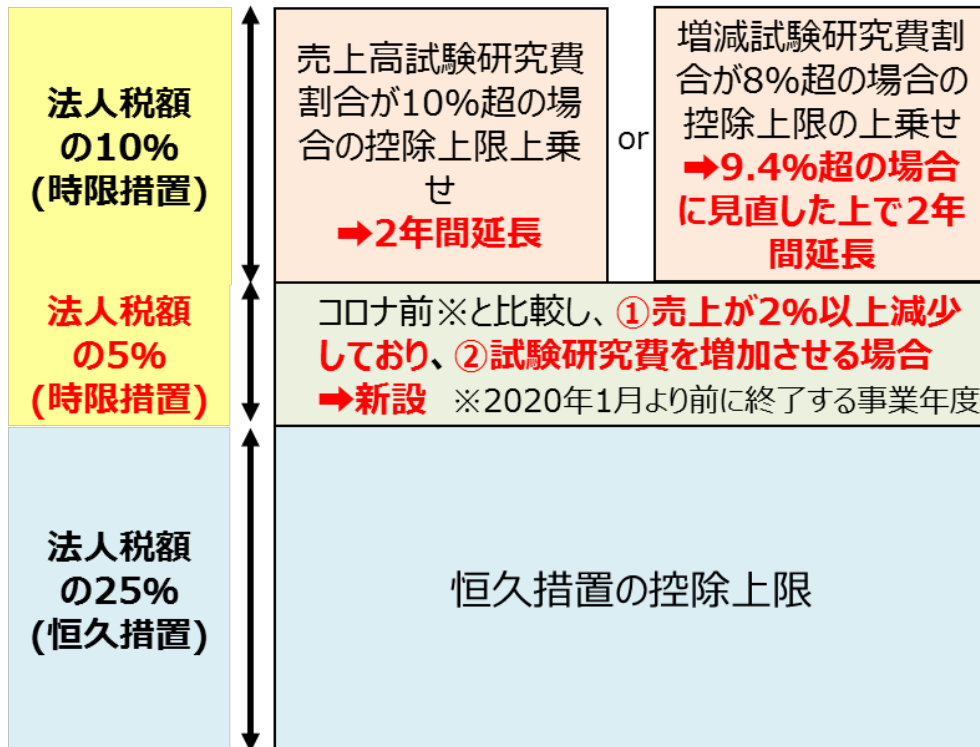 法人税額
の10%
(時限措置)
売上高試験研究費
割合が10%超の場
合の控除上限上乗
せ
➡2年間延長
or
増減試験研究費割
合が8%超の場合の
控除上限の上乗せ
➡9.4%超の場合
に見直した上で2年
間延長
法人税額
の5%
(時限措置)
コロナ前※と比較し、①売上が2%以上減少
しており、②試験研究費を増加させる場合
➡新設 ※2020年1月より前に終了する事業年度
法人税額
の25%
(恒久措置)
恒久措置の控除上限